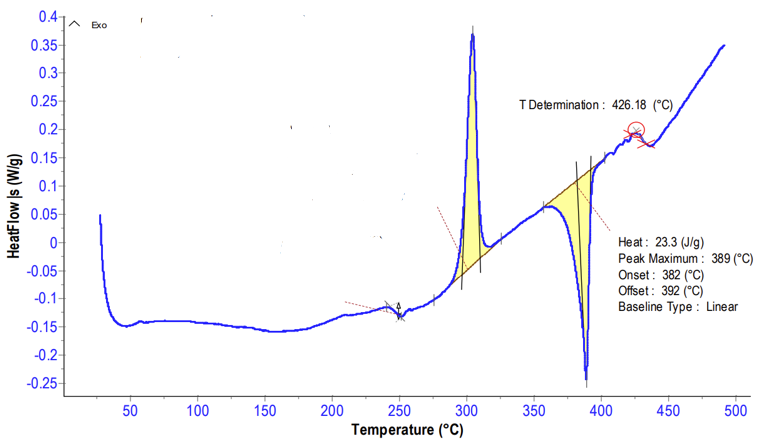 Exo
0.4
0.35
0.3
0.25
0.2
0.15
0.1
0.05
0
-0.05
-0.1
-0.15
-0.2
-0.25
HeatFlow |s (W/g)
T Determination : 426.18 (°C)
Heat : 23.3 (J/g)
Peak Maximum : 389 (°C)
Onset : 382 (°C)
Offset : 392 (°C)
Baseline Type : Linear
50 100 150 200 250 300 350 400 450 500
Temperature (°C)